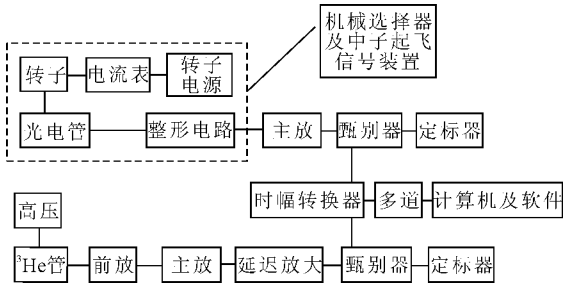 机械选择器
及中子起飞
信号装置
转子
电流表
转子
电源
光电管
整形电路
主放
甄别器
定标器
时幅转换器
多道
计算机及软件
高压
³He管
前放
主放
延迟放大
甄别器
定标器